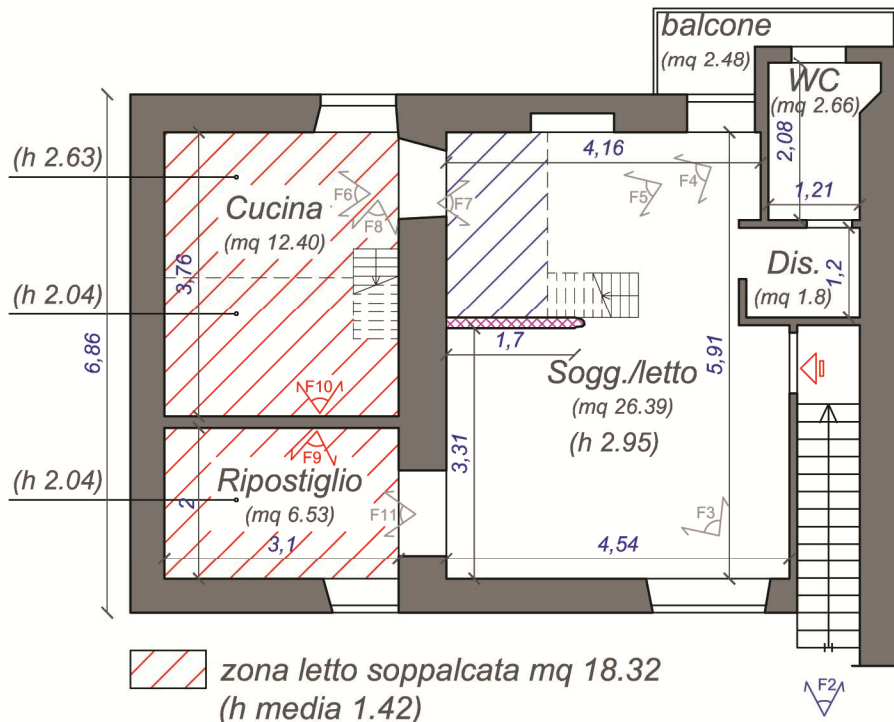 balcone
(mq 2.48)
WC
(mq 2.66)
2,08
1,21
(h 2.63)
4,16
F6
F8
F7
F5
F4
Cucina
(mq 12.40)
3,76
Dis.
(mq 1.8)
1,2
(h 2.04)
6,86
1,7
5,91
Sogg./letto
(mq 26.39)
(h 2.95)
F10
F9
3,31
(h 2.04)
Ripostiglio
(mq 6.53)
2
F11
F3
3,1
4,54
zona letto soppalcata mq 18.32
(h media 1.42)
F2